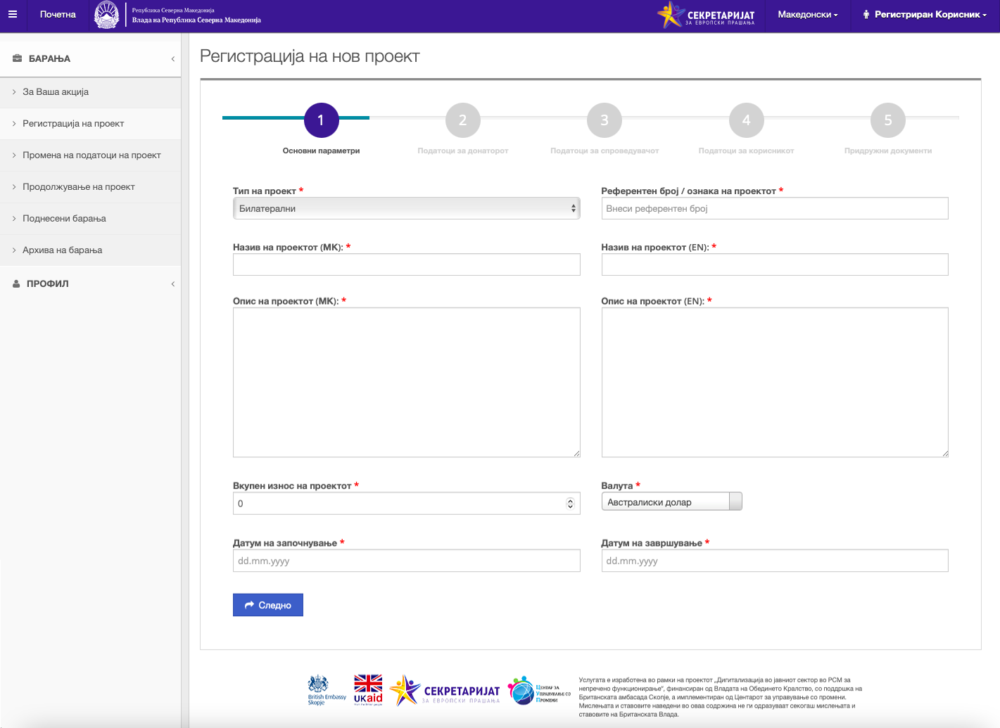 Почетна
Република Северна Македонија
Влада на Република Северна Македонија
СЕКРЕТАРИЈАТ
ЗА ЕВРОПСКИ ПРАШАЊА
Македонски
Регистриран Корисник
БАРАЊА
За Ваша акција
Регистрација на проект
Промена на податоци на проект
Продолжување на проект
Поднесени барања
Архива на барања
ПРОФИЛ
Регистрација на нов проект
1
2
3
4
5
Основни параметри
Податоци за донаторот
Податоци за спроведувачот
Податоци за корисникот
Придружни документи
Тип на проект *
Референтен број / ознака на проектот *
Билатерални
Внеси референтен број
Назив на проектот (МК): *
Назив на проектот (EN): *
Опис на проектот (МК): *
Опис на проектот (EN): *
Вкупен износ на проектот *
Валута *
0
Австралиски долар
Датум на започнување *
Датум на завршување *
dd.mm.yyyy
dd.mm.yyyy
Следно
British Embassy
Skopje
UKaid
СЕКРЕТАРИЈАТ
ЗА ЕВРОПСКИ ПРАШАЊА
ЦЕНТАР ЗА
УПРАВУВАЊЕ СО
ПРОМЕНИ
Услугата е изработена во рамки на проектот „Дигитализација во јавниот сектор во РСМ за
непречено функционирање“, финансиран од Владата на Обединето Кралство, со поддршка на
Британската амбасада Скопје, а имплементиран од Центарот за управување со промени.
Мислењата и ставовите наведени во оваа содржина не ги одразуваат секогаш мислењата и
ставовите на Британската Влада.